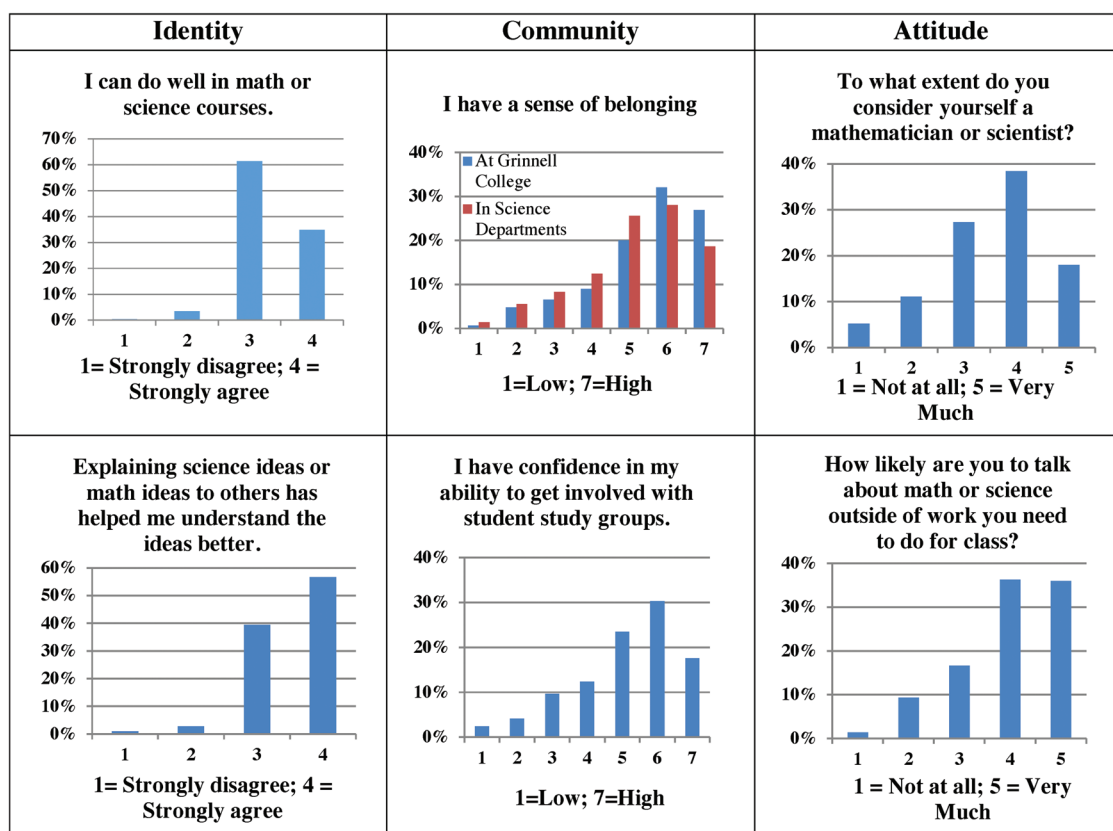 Identity
Community
Attitude
I can do well in math or
science courses.
70%
60%
50%
40%
30%
20%
10%
0%
1 2 3 4
1= Strongly disagree; 4 =
Strongly agree
I have a sense of belonging
40%
30%
20%
10%
0%
At Grinnell
College
In Science
Departments
1 2 3 4 5 6 7
1=Low; 7=High
To what extent do you
consider yourself a
mathematician or scientist?
40%
30%
20%
10%
0%
1 2 3 4 5
1 = Not at all; 5 = Very
Much
Explaining science ideas or
math ideas to others has
helped me understand the
ideas better.
60%
50%
40%
30%
20%
10%
0%
1 2 3 4
1= Strongly disagree; 4 =
Strongly agree
I have confidence in my
ability to get involved with
student study groups.
40%
30%
20%
10%
0%
1 2 3 4 5 6 7
1=Low; 7=High
How likely are you to talk
about math or science
outside of work you need
to do for class?
40%
30%
20%
10%
0%
1 2 3 4 5
1 = Not at all; 5 = Very
Much